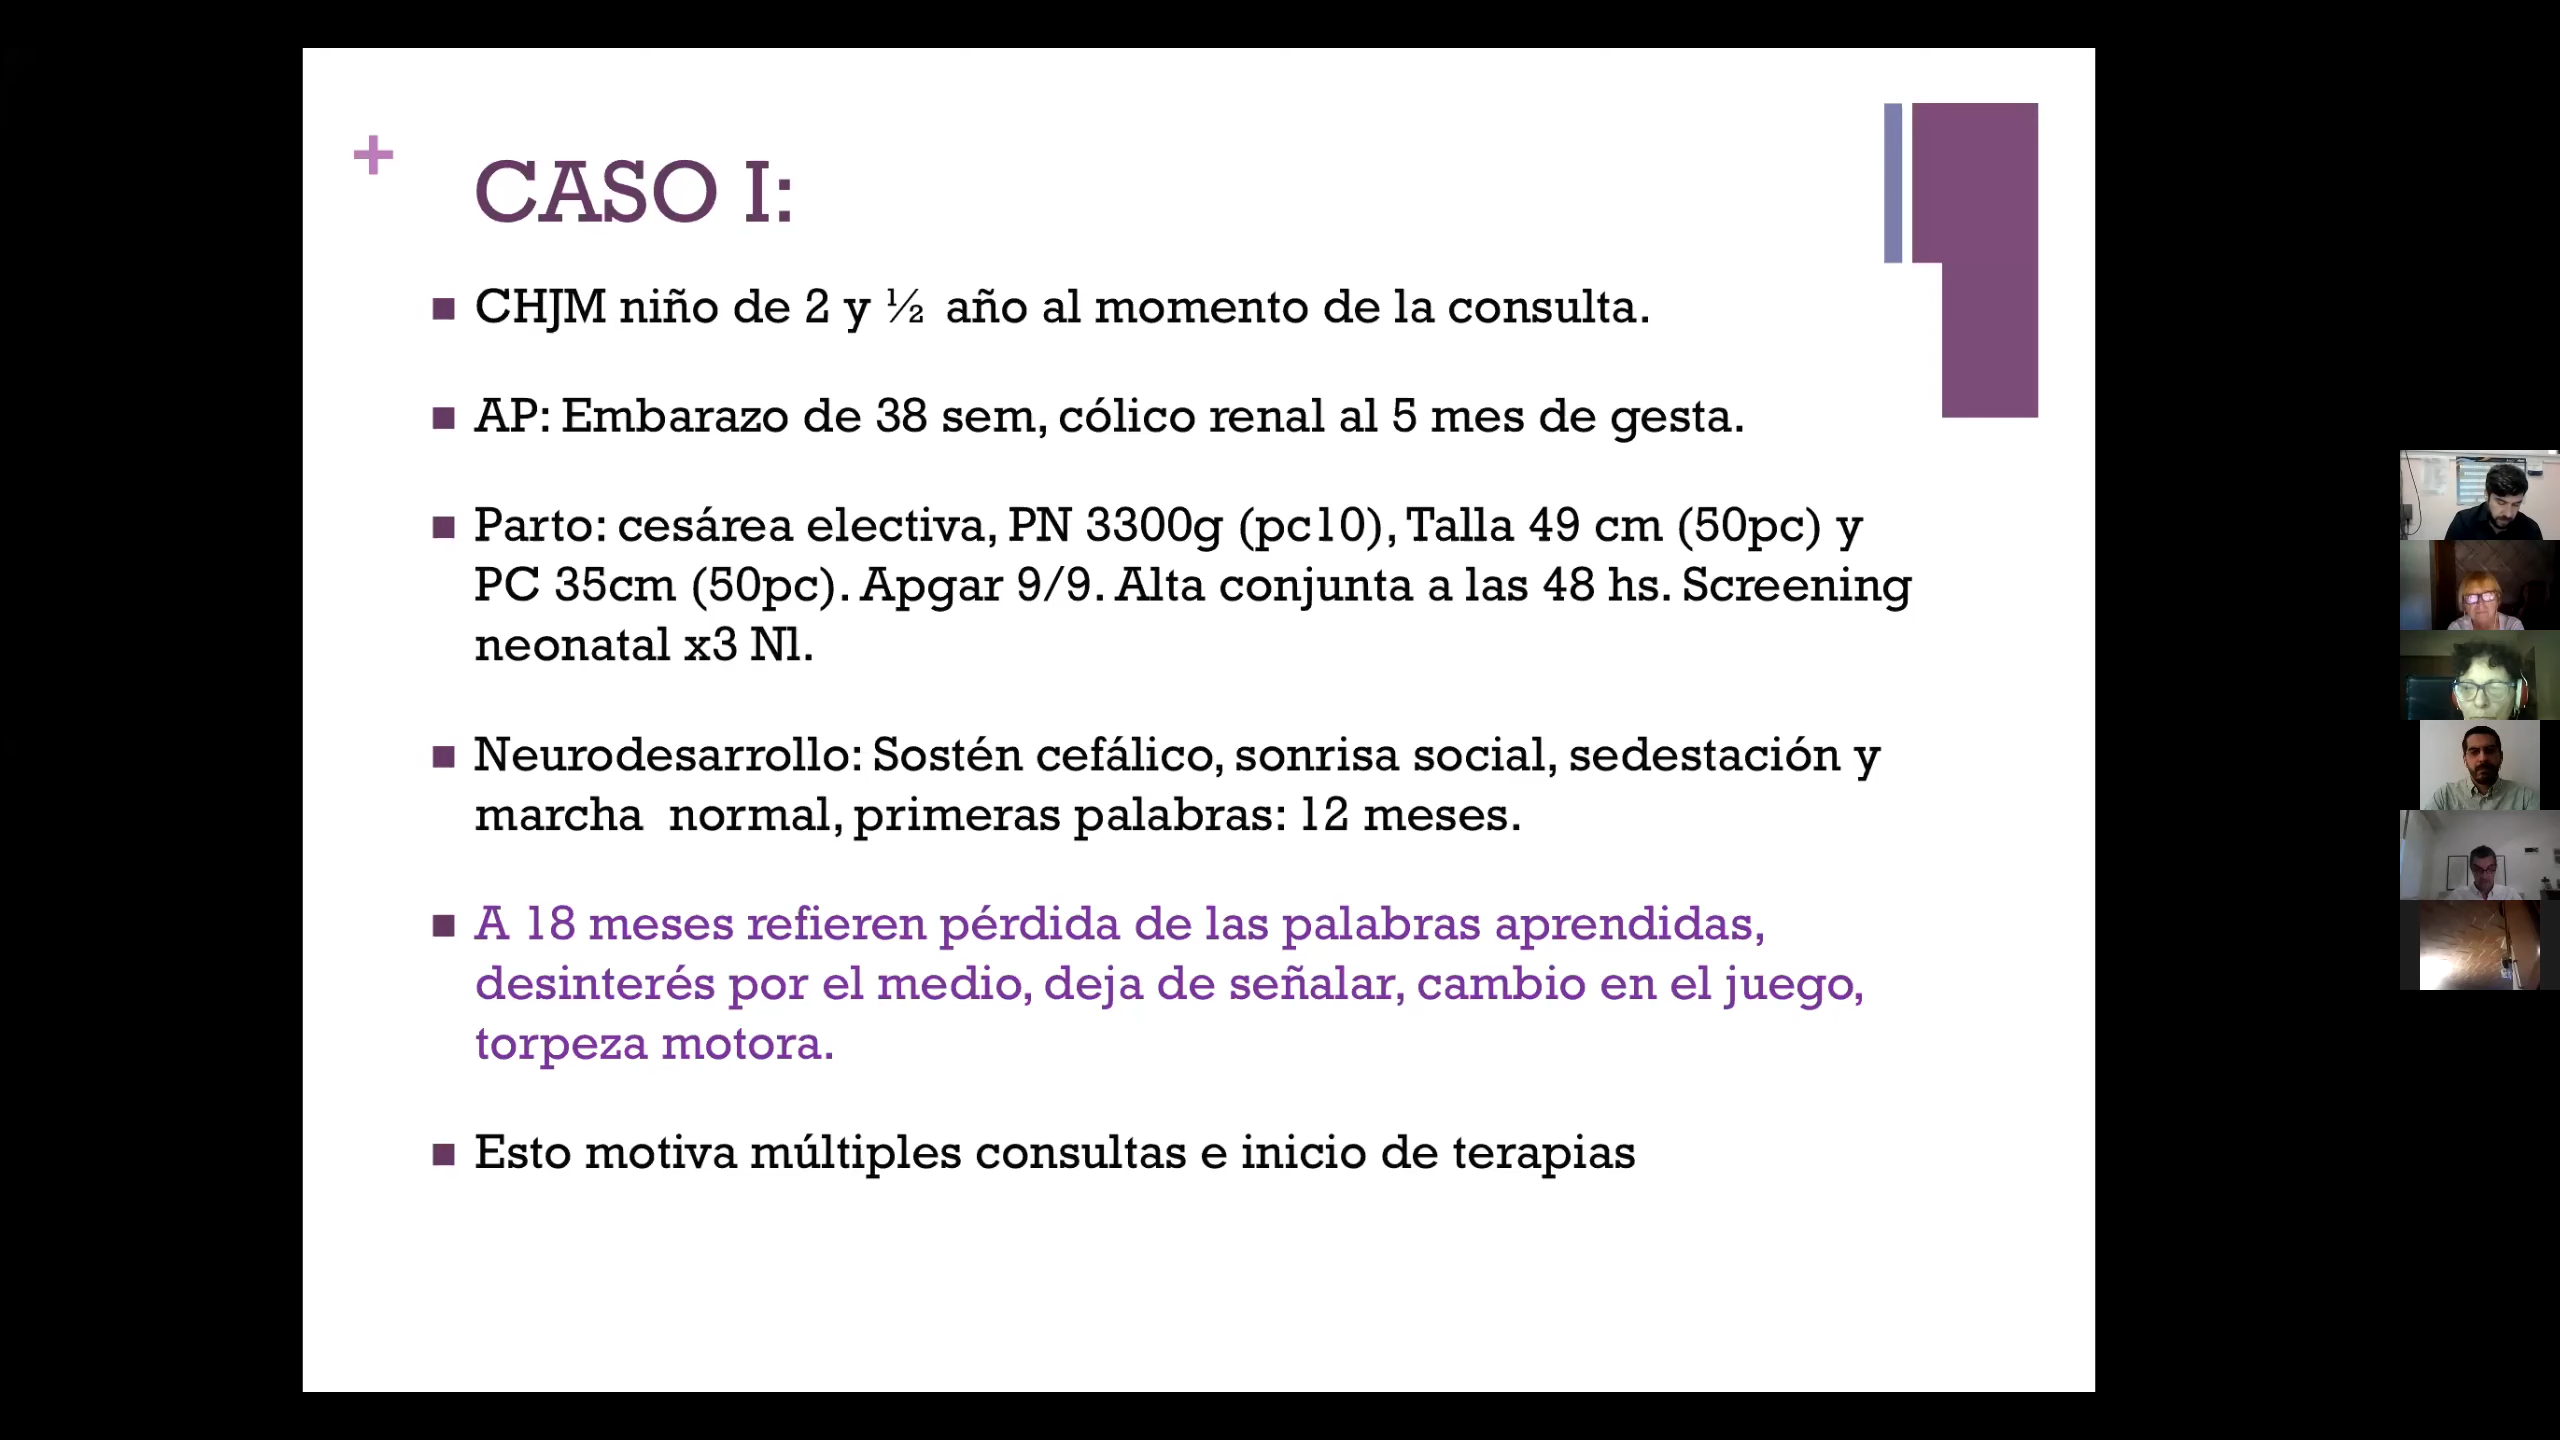 + CASO I:
CHJM niño de 2 y ½ año al momento de la consulta.
AP: Embarazo de 38 sem, cólico renal al 5 mes de gesta.
Parto: cesárea electiva, PN 3300g (pc10), Talla 49 cm (50pc) y
PC 35cm (50pc). Apgar 9/9. Alta conjunta a las 48 hs. Screening
neonatal x3 Nl.
Neurodesarrollo: Sostén cefálico, sonrisa social, sedestación y
marcha normal, primeras palabras: 12 meses.
A 18 meses refieren pérdida de las palabras aprendidas,
desinterés por el medio, deja de señalar, cambio en el juego,
torpeza motora.
Esto motiva múltiples consultas e inicio de terapias